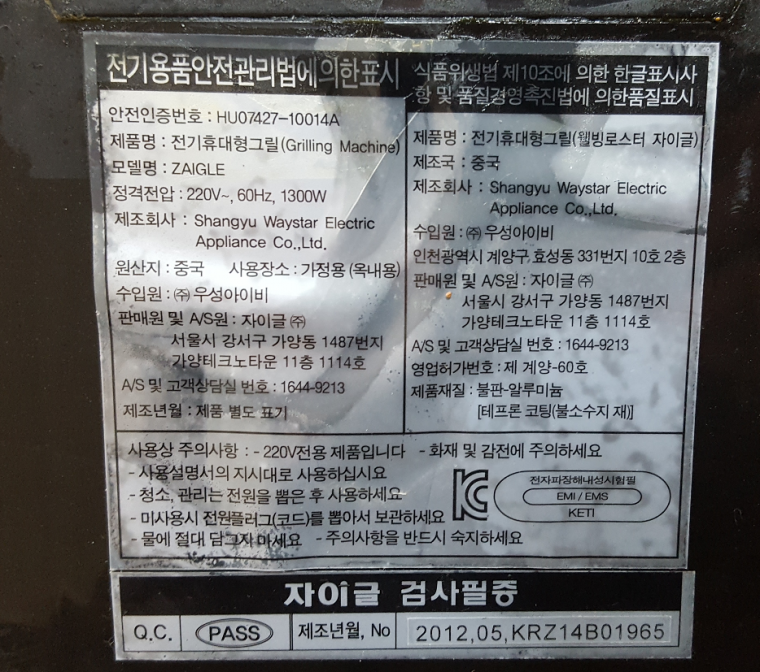 전기용품안전관리법에의한표시
안전인증번호 : HU07427-10014A
제품명 : 전기휴대형그릴(Grilling Machine)
모델명 : ZAIGLE
정격전압 : 220V~, 60Hz, 1300W
제조회사 : Shangyu Waystar Electric
Appliance Co.,Ltd.
원산지 : 중국 사용장소 : 가정용 (옥내용)
수입원 : ㈜ 우성아이비
판매원 및 A/S원 : 자이글 ㈜
서울시 강서구 가양동 1487번지
가양테크노타운 11층 1114호
A/S 및 고객상담실 번호 : 1644-9213
제조년월 : 제품 별도 표기
식품위생법 제10조에 의한 한글표시사
항 및 품질경영촉진법에 의한품질표시
제품명 : 전기휴대형그릴(웰빙로스터 자이글)
제조국 : 중국
제조회사 : Shangyu Waystar Electric
Appliance Co.,Ltd.
수입원 : ㈜ 우성아이비
인천광역시 계양구 효성동 331번지 10호 2층
판매원 및 A/S원 : 자이글 ㈜
서울시 강서구 가양동 1487번지
가양테크노타운 11층 1114호
A/S 및 고객상담실 번호 : 1644-9213
영업허가번호 : 제 계양-60호
제품재질 : 불판-알루미늄
[테프론 코팅(불소수지 재)]
사용상 주의사항 : - 220V전용 제품입니다 - 화재 및 감전에 주의하세요
- 사용설명서의 지시대로 사용하십시요
- 청소, 관리는 전원을 뽑은 후 사용하세요
- 미사용시 전원플러그(코드)를 뽑아서 보관하세요
- 물에 절대 담그지 마세요 - 주의사항을 반드시 숙지하세요
전자파장해내성시험필
EMI / EMS
KETI
자이글 검사필증
Q.C. PASS 제조년월, No 2012,05,KRZ14B01965